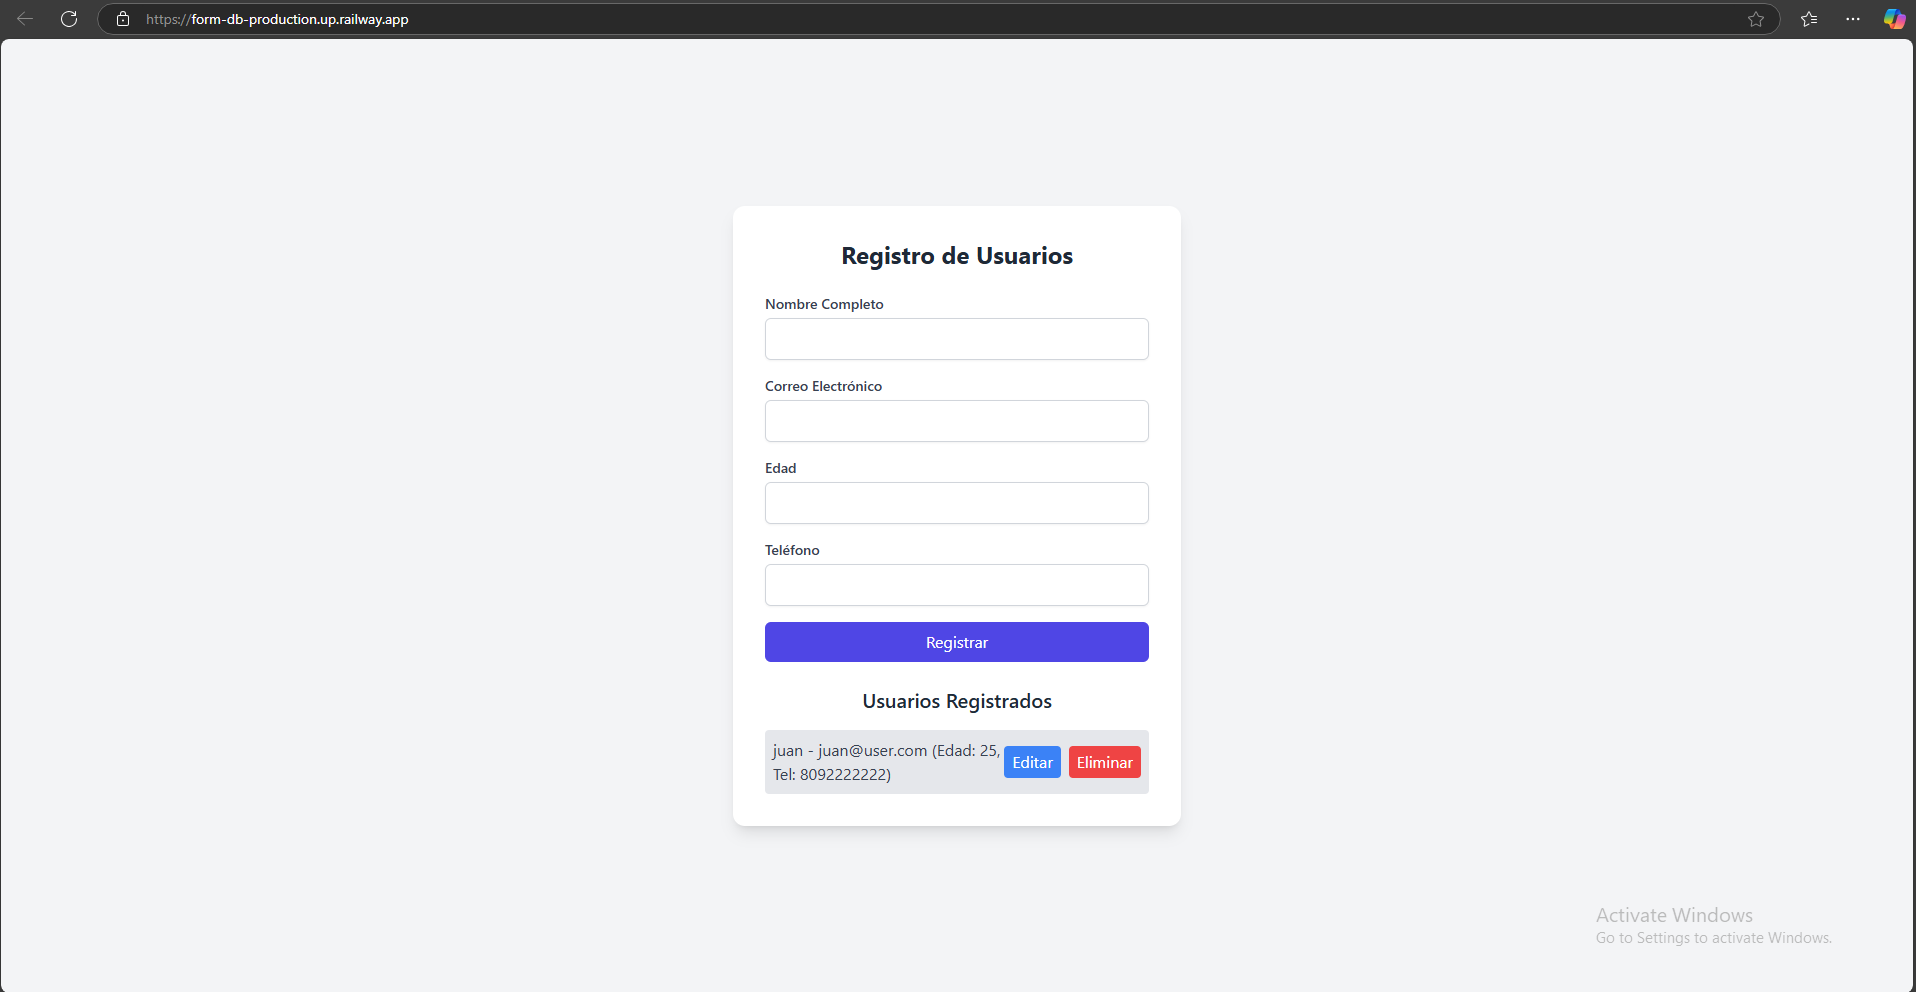 https://form-db-production.up.railway.app
Registro de Usuarios
Nombre Completo
Correo Electrónico
Edad
Teléfono
Registrar
Usuarios Registrados
juan - juan@user.com (Edad: 25,
Tel: 8092222222)
Editar
Eliminar
Activate Windows
Go to Settings to activate Windows.